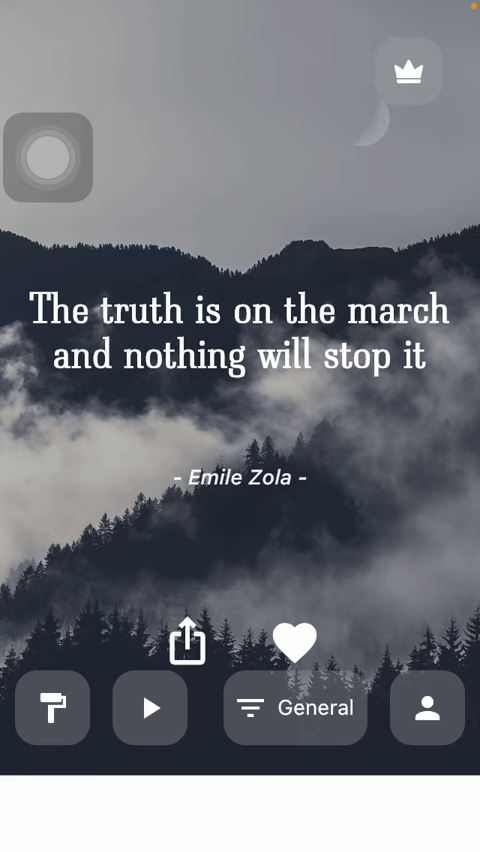 The truth is on the march
and nothing will stop it
- Emile Zola -
General